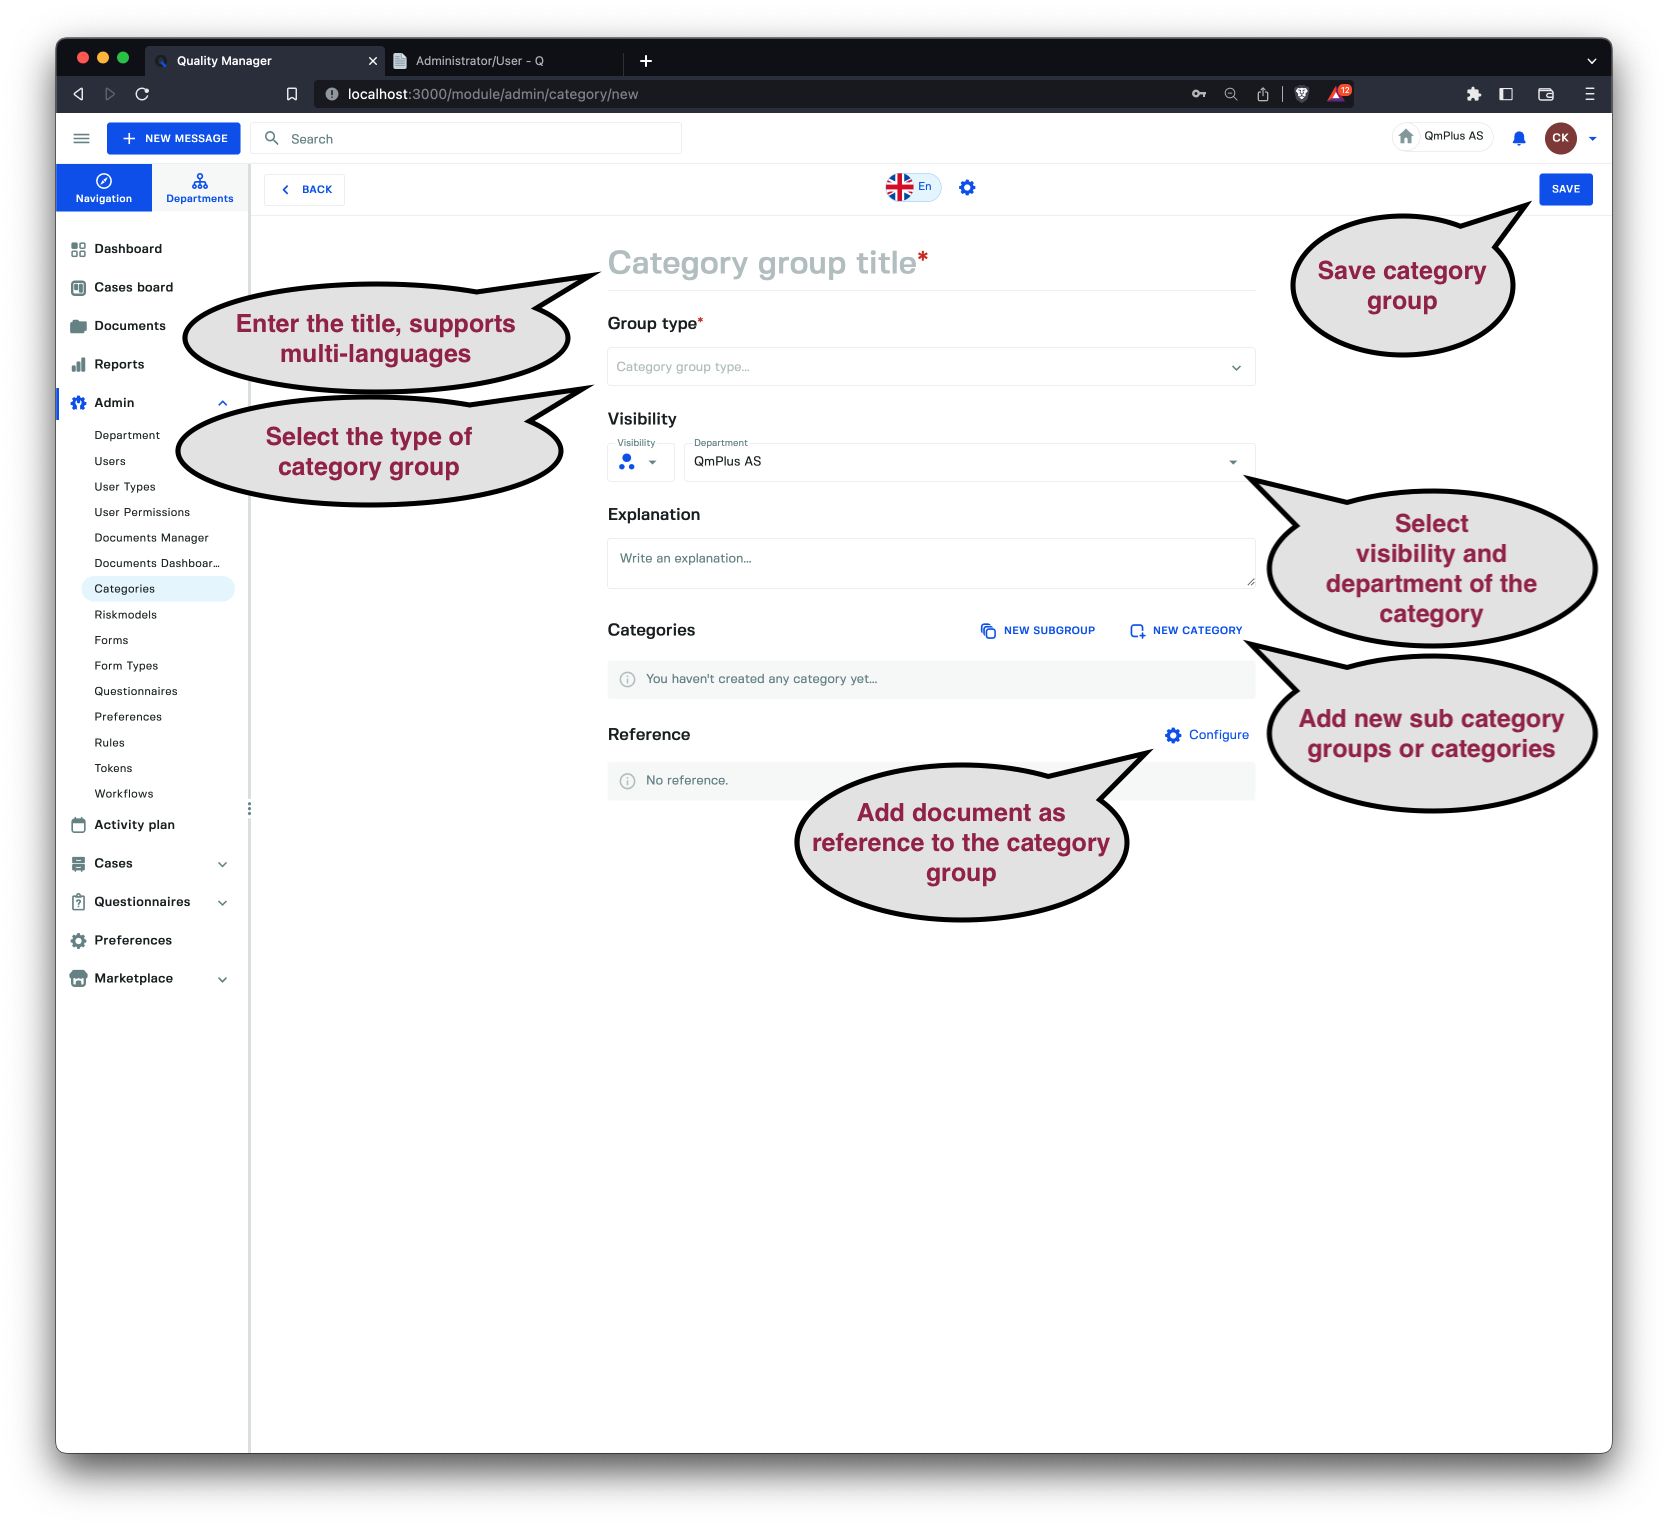 Quality Manager
Administrator/User - Q
localhost:3000/module/admin/category/new
12
NEW MESSAGE
Search
QmPlus AS
CK
Navigation
Departments
BACK
En
SAVE
Dashboard
Cases board
Documents
Reports
Admin
Department
Users
User Types
User Permissions
Documents Manager
Documents Dashboar...
Categories
Riskmodels
Forms
Form Types
Questionnaires
Preferences
Rules
Tokens
Workflows
Activity plan
Cases
Questionnaires
Preferences
Marketplace
Category group title*
Group type*
Category group type...
Visibility
Visibility
Department
QmPlus AS
Explanation
Write an explanation...
Categories
NEW SUBGROUP
NEW CATEGORY
You haven't created any category yet...
Reference
Configure
No reference.
Save category
group
Enter the title, supports
multi-languages
Select the type of
category group
Select
visibility and
department of the
category
Add new sub category
groups or categories
Add document as
reference to the category
group